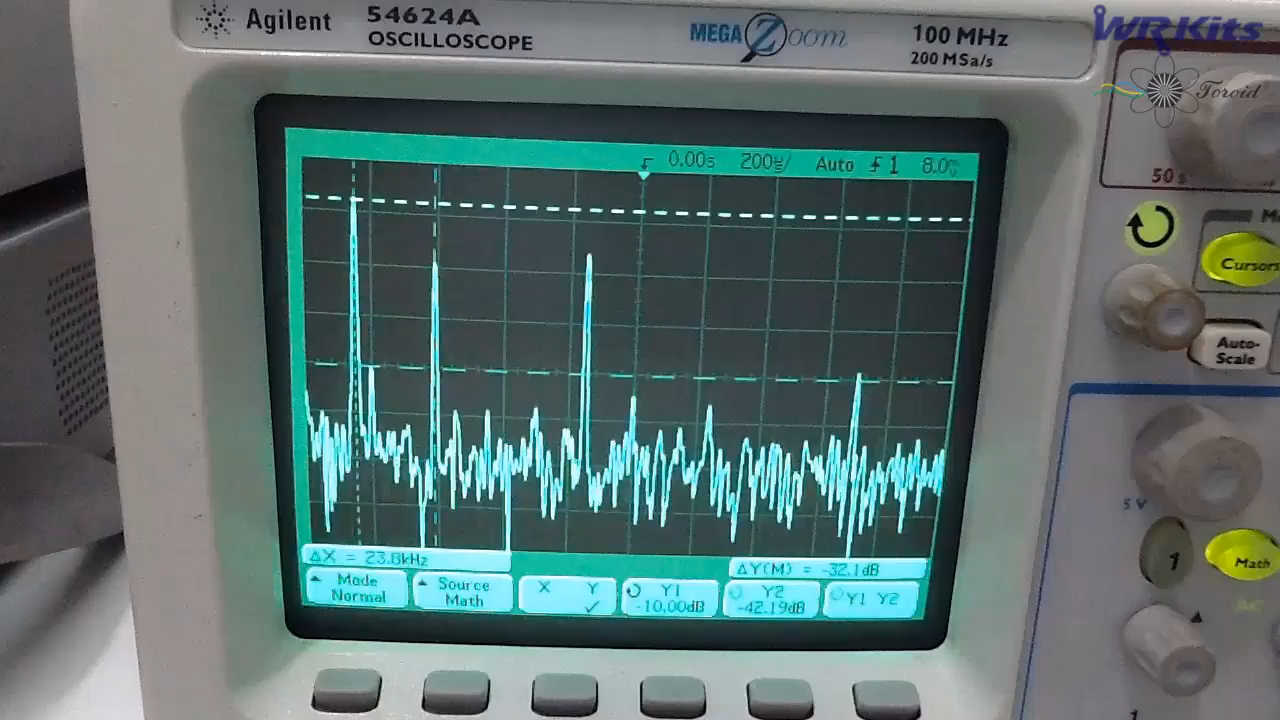 Agilent 54624A OSCILLOSCOPE
MEGA Zoom
100 MHz
200 MSa/s
WRKits
Toroid
0.00s 200㎲/ Auto 1 8.0
50 s
Cursors
Auto-Scale
5 V
1
Math
ΔX = 23.8kHz
ΔY(M) = -32.1dB
Mode Normal
Source Math
X Y ✓
Y1 -10.00dB
Y2 -42.19dB
Y1 Y2
1